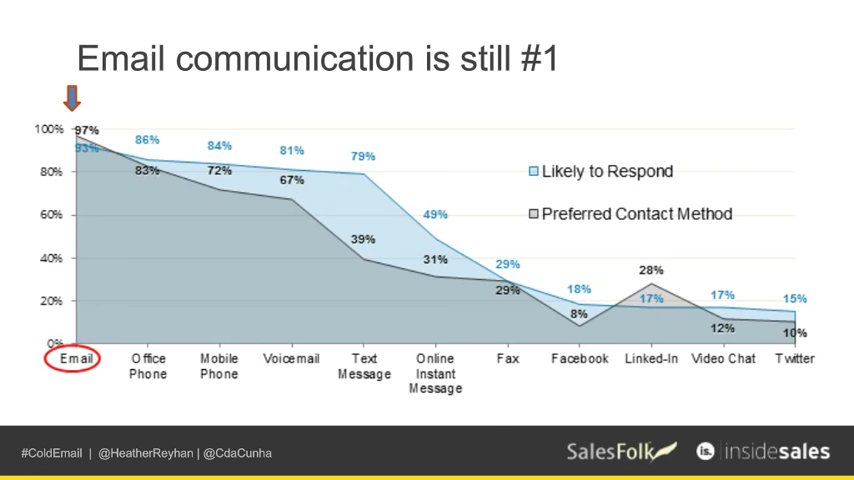 Email communication is still #1
100%
80%
60%
40%
20%
0%
97%
93%
86%
83%
84%
72%
81%
67%
79%
39%
49%
31%
29%
29%
18%
8%
28%
17%
17%
12%
15%
10%
Likely to Respond
Preferred Contact Method
Email
Office
Phone
Mobile
Phone
Voicemail
Text
Message
Online
Instant
Message
Fax
Facebook
Linked-In
Video Chat
Twitter
#ColdEmail | @HeatherReyhan | @CdaCunha
SalesFolk
is. insidesales